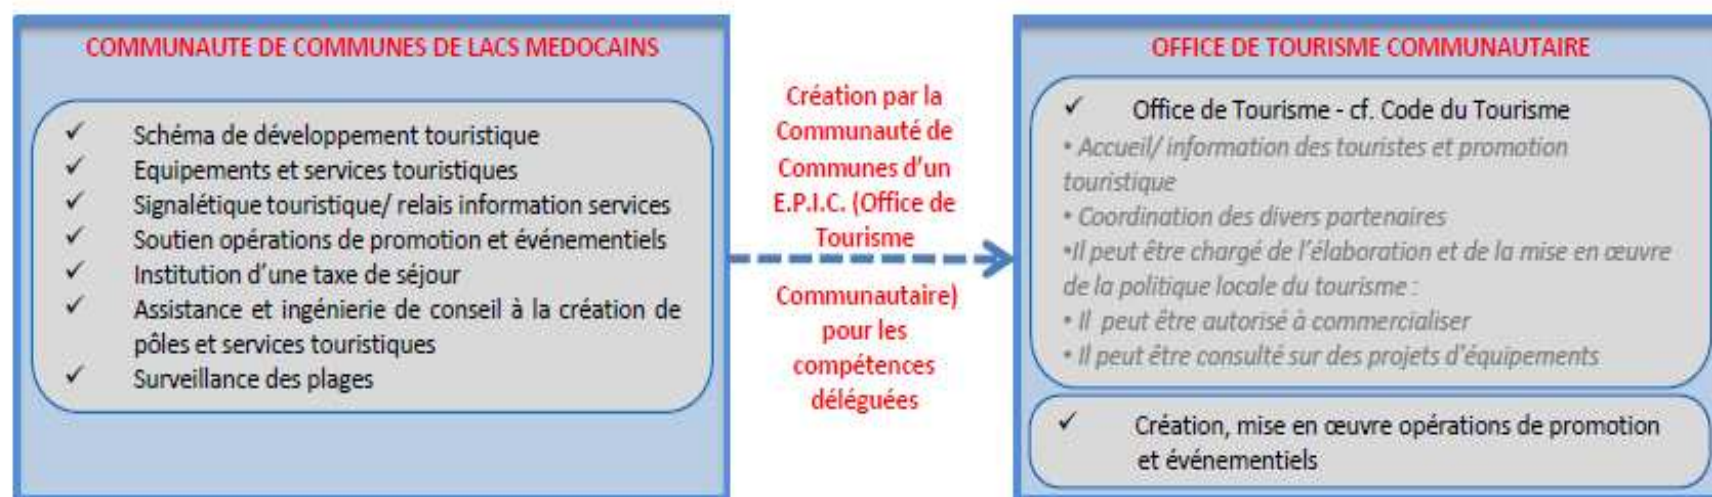 COMMUNAUTE DE COMMUNES DE LACS MEDOCAINS
✓ Schéma de développement touristique
✓ Equipements et services touristiques
✓ Signalétique touristique/ relais information services
✓ Soutien opérations de promotion et événementiels
✓ Institution d'une taxe de séjour
✓ Assistance et ingénierie de conseil à la création de
pôles et services touristiques
✓ Surveillance des plages
Création par la
Communauté de
Communes d'un
E.P.I.C. (Office de
Tourisme
Communautaire)
pour les
compétences
déléguées
OFFICE DE TOURISME COMMUNAUTAIRE
✓ Office de Tourisme - cf. Code du Tourisme
• Accueil/ information des touristes et promotion
touristique
• Coordination des divers partenaires
•Il peut être chargé de l'élaboration et de la mise en œuvre
de la politique locale du tourisme :
• Il peut être autorisé à commercialiser
• Il peut être consulté sur des projets d'équipements
✓ Création, mise en œuvre opérations de promotion
et événementiels